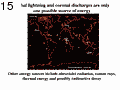 15
lightning and coronal discharges are only
one possible source of energy
Other energy sources include ultraviolet radiation, cosmic rays,
thermal energy and possibly radioactive decay